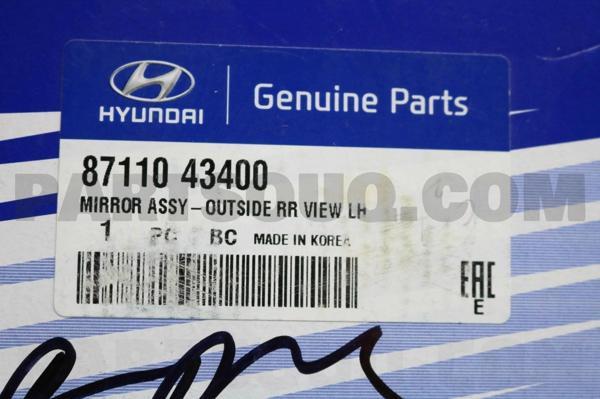 HYUNDAI
Genuine Parts
87110 43400
MIRROR ASSY-OUTSIDE RR VIEW LH
1 PC BC MADE IN KOREA
EAC
E
PARTSOUQ.COM